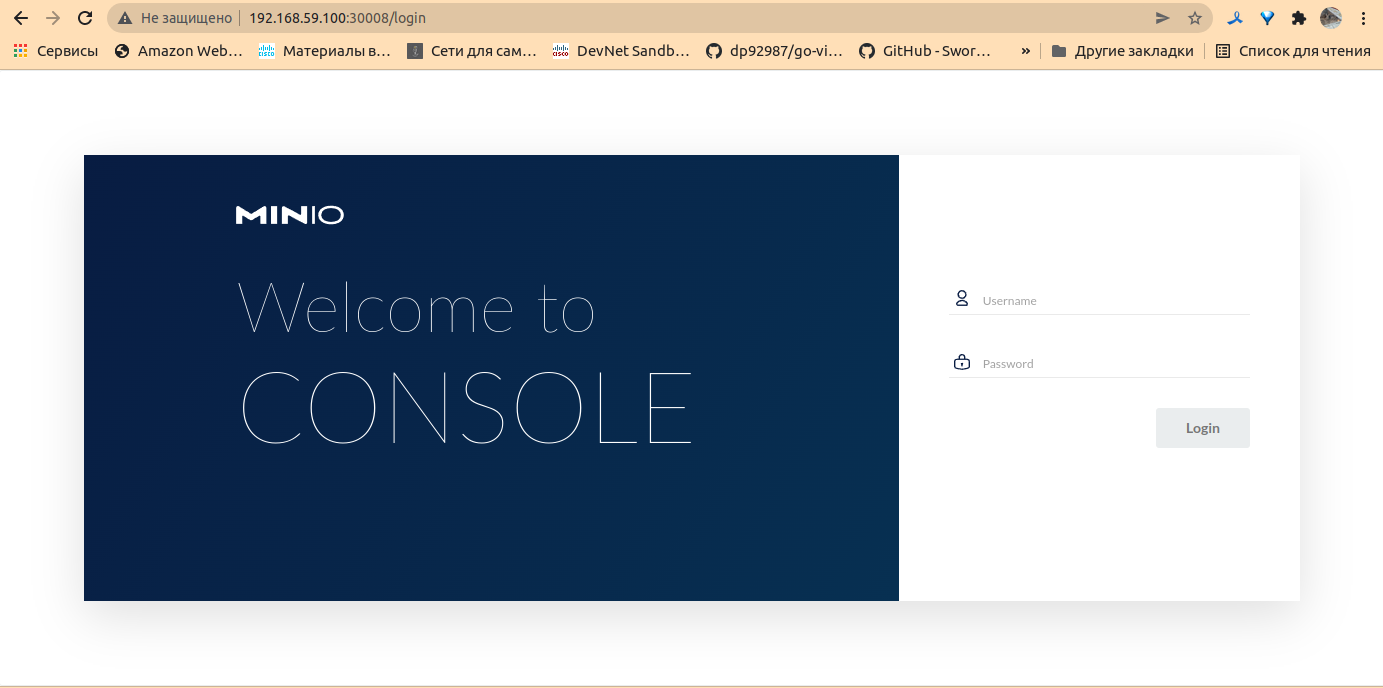 Не защищено 192.168.59.100:30008/login
Сервисы Amazon Web... Материалы в... Сети для сам... DevNet Sandb... dp92987/go-vi... GitHub - Swor... » Другие закладки Список для чтения
MINIO
Welcome to
CONSOLE
Username
Password
Login